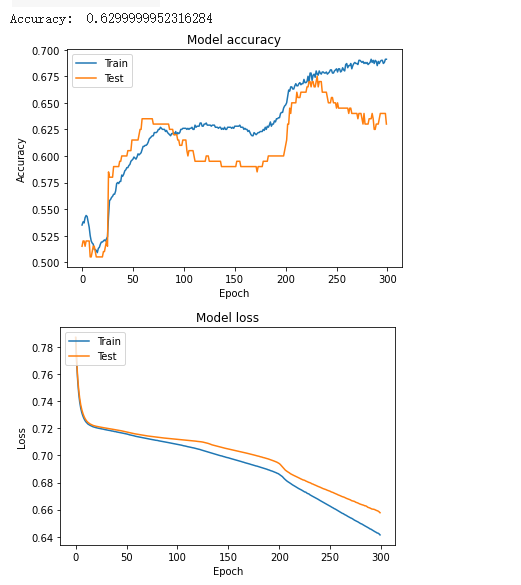 Accuracy: 0.6299999952316284
Model accuracy
Train
Test
0.700
0.675
0.650
0.625
0.600
0.575
0.550
0.525
0.500
Accuracy
0 50 100 150 200 250 300
Epoch
Model loss
Train
Test
0.78
0.76
0.74
0.72
0.70
0.68
0.66
0.64
Loss
0 50 100 150 200 250 300
Epoch